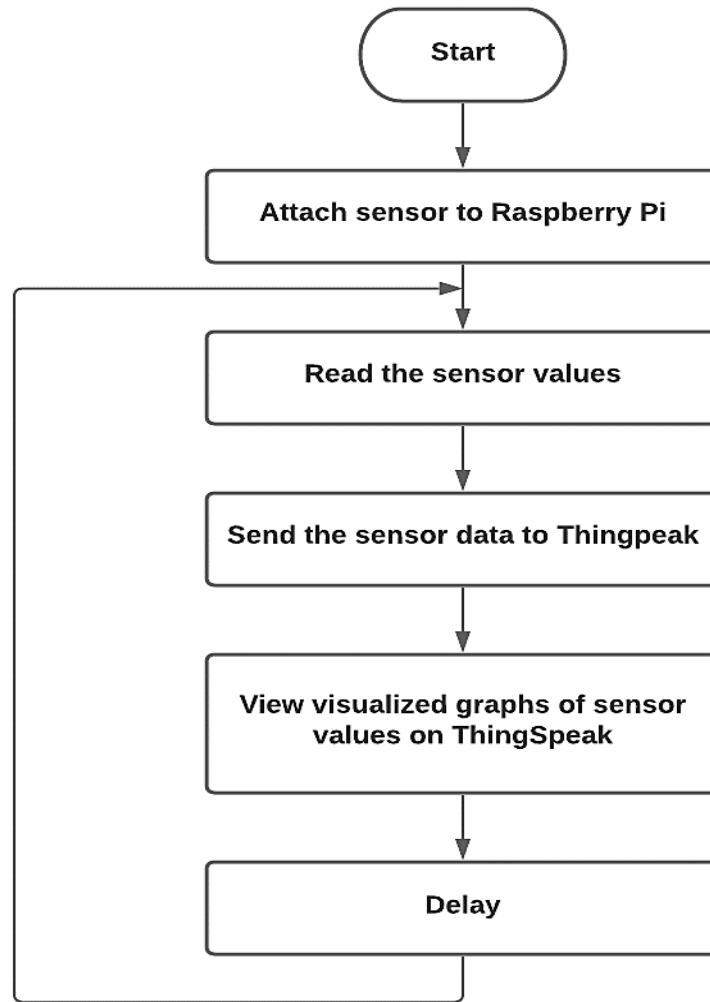 Start
Attach sensor to Raspberry Pi
Read the sensor values
Send the sensor data to Thingpeak
View visualized graphs of sensor
values on ThingSpeak
Delay